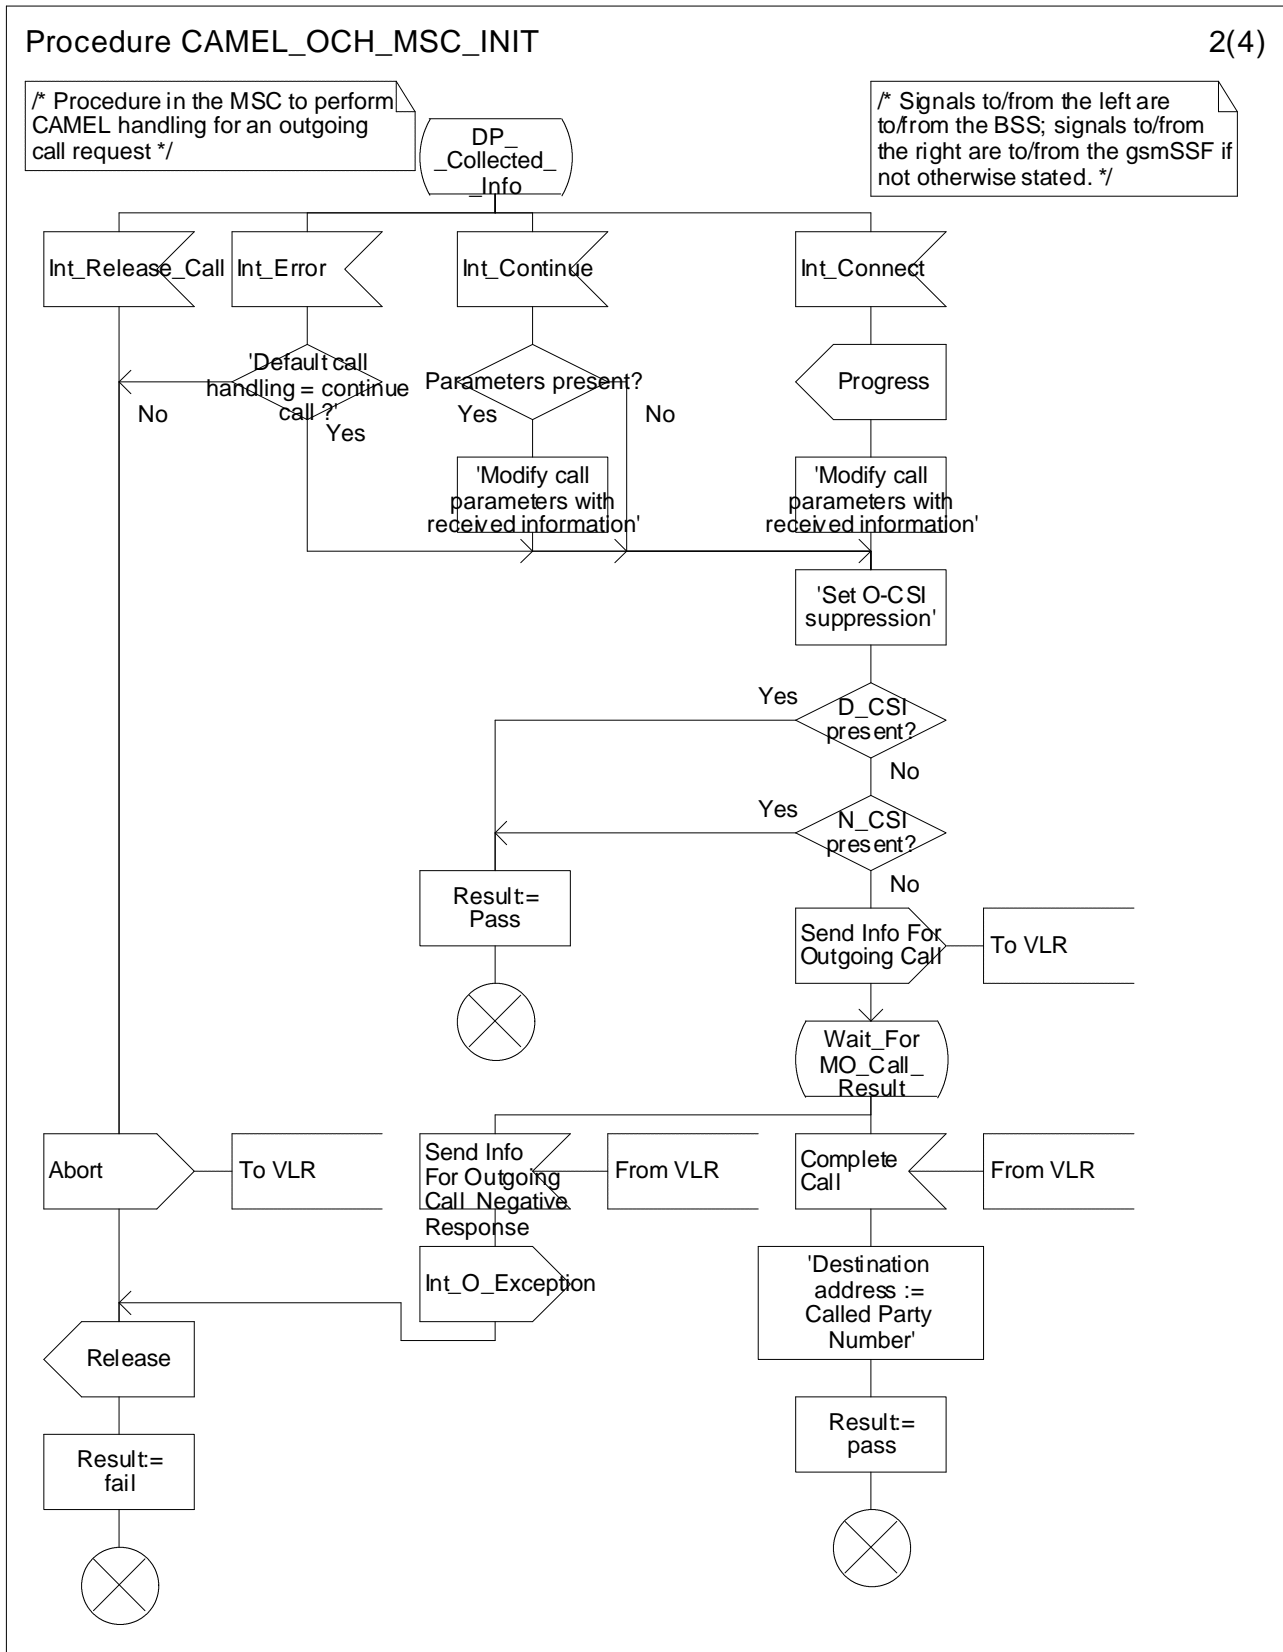 Procedure CAMEL_OCH_MSC_INIT
2(4)
/* Procedure in the MSC to perform
CAMEL handling for an outgoing
call request */
/* Signals to/from the left are
to/from the BSS; signals to/from
the right are to/from the gsmSSF if
not otherwise stated. */
DP_
_Collected_
_Info
Int_Release_Call
Int_Error
Int_Continue
Int_Connect
'Default call
handling = continue
call ?'
No
Yes
Parameters present?
Yes
No
Progress
'Modify call
parameters with
received information'
'Modify call
parameters with
received information'
'Set O-CSI
suppression'
Yes
D_CSI
present?
No
Yes
N_CSI
present?
No
Result:=
Pass
Send Info For
Outgoing Call
To VLR
Wait_For
MO_Call_
Result
Abort
To VLR
Send Info
For Outgoing
Call Negative
Response
From VLR
Complete
Call
From VLR
Int_O_Exception
'Destination
address :=
Called Party
Number'
Release
Result:=
pass
Result:=
fail